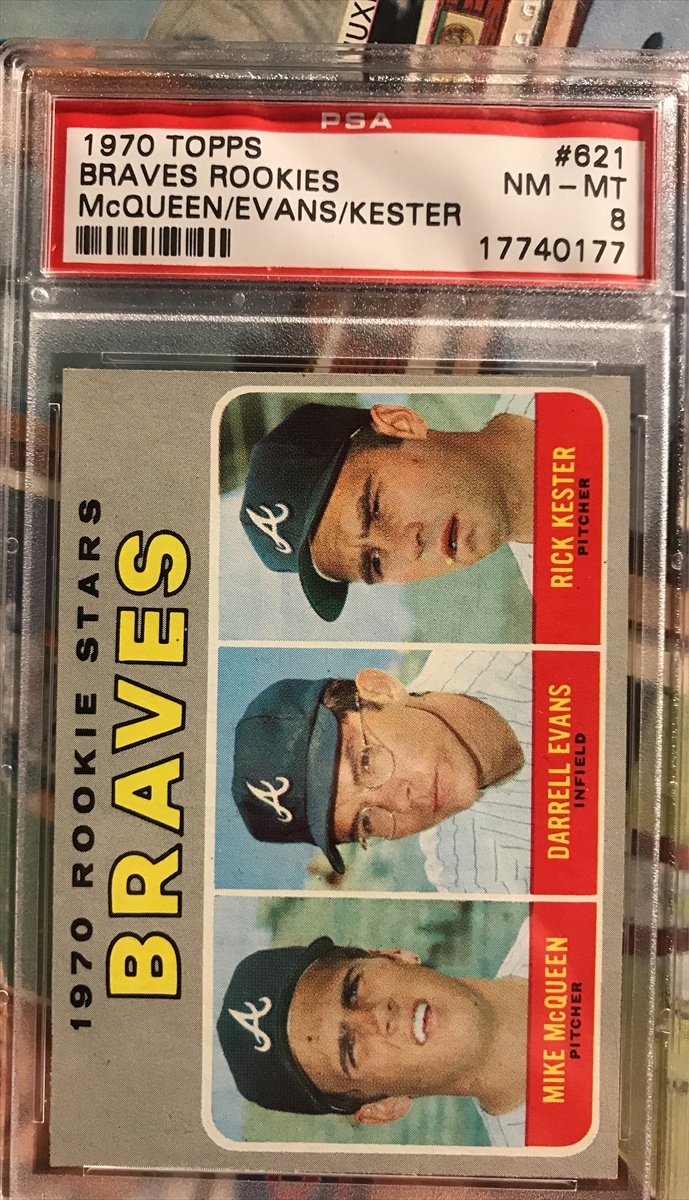 PSA
1970 TOPPS #621
BRAVES ROOKIES NM - MT
McQUEEN/EVANS/KESTER 8
17740177
1970 ROOKIE STARS
BRAVES
A
A
A
MIKE McQUEEN
PITCHER
DARRELL EVANS
INFIELD
RICK KESTER
PITCHER